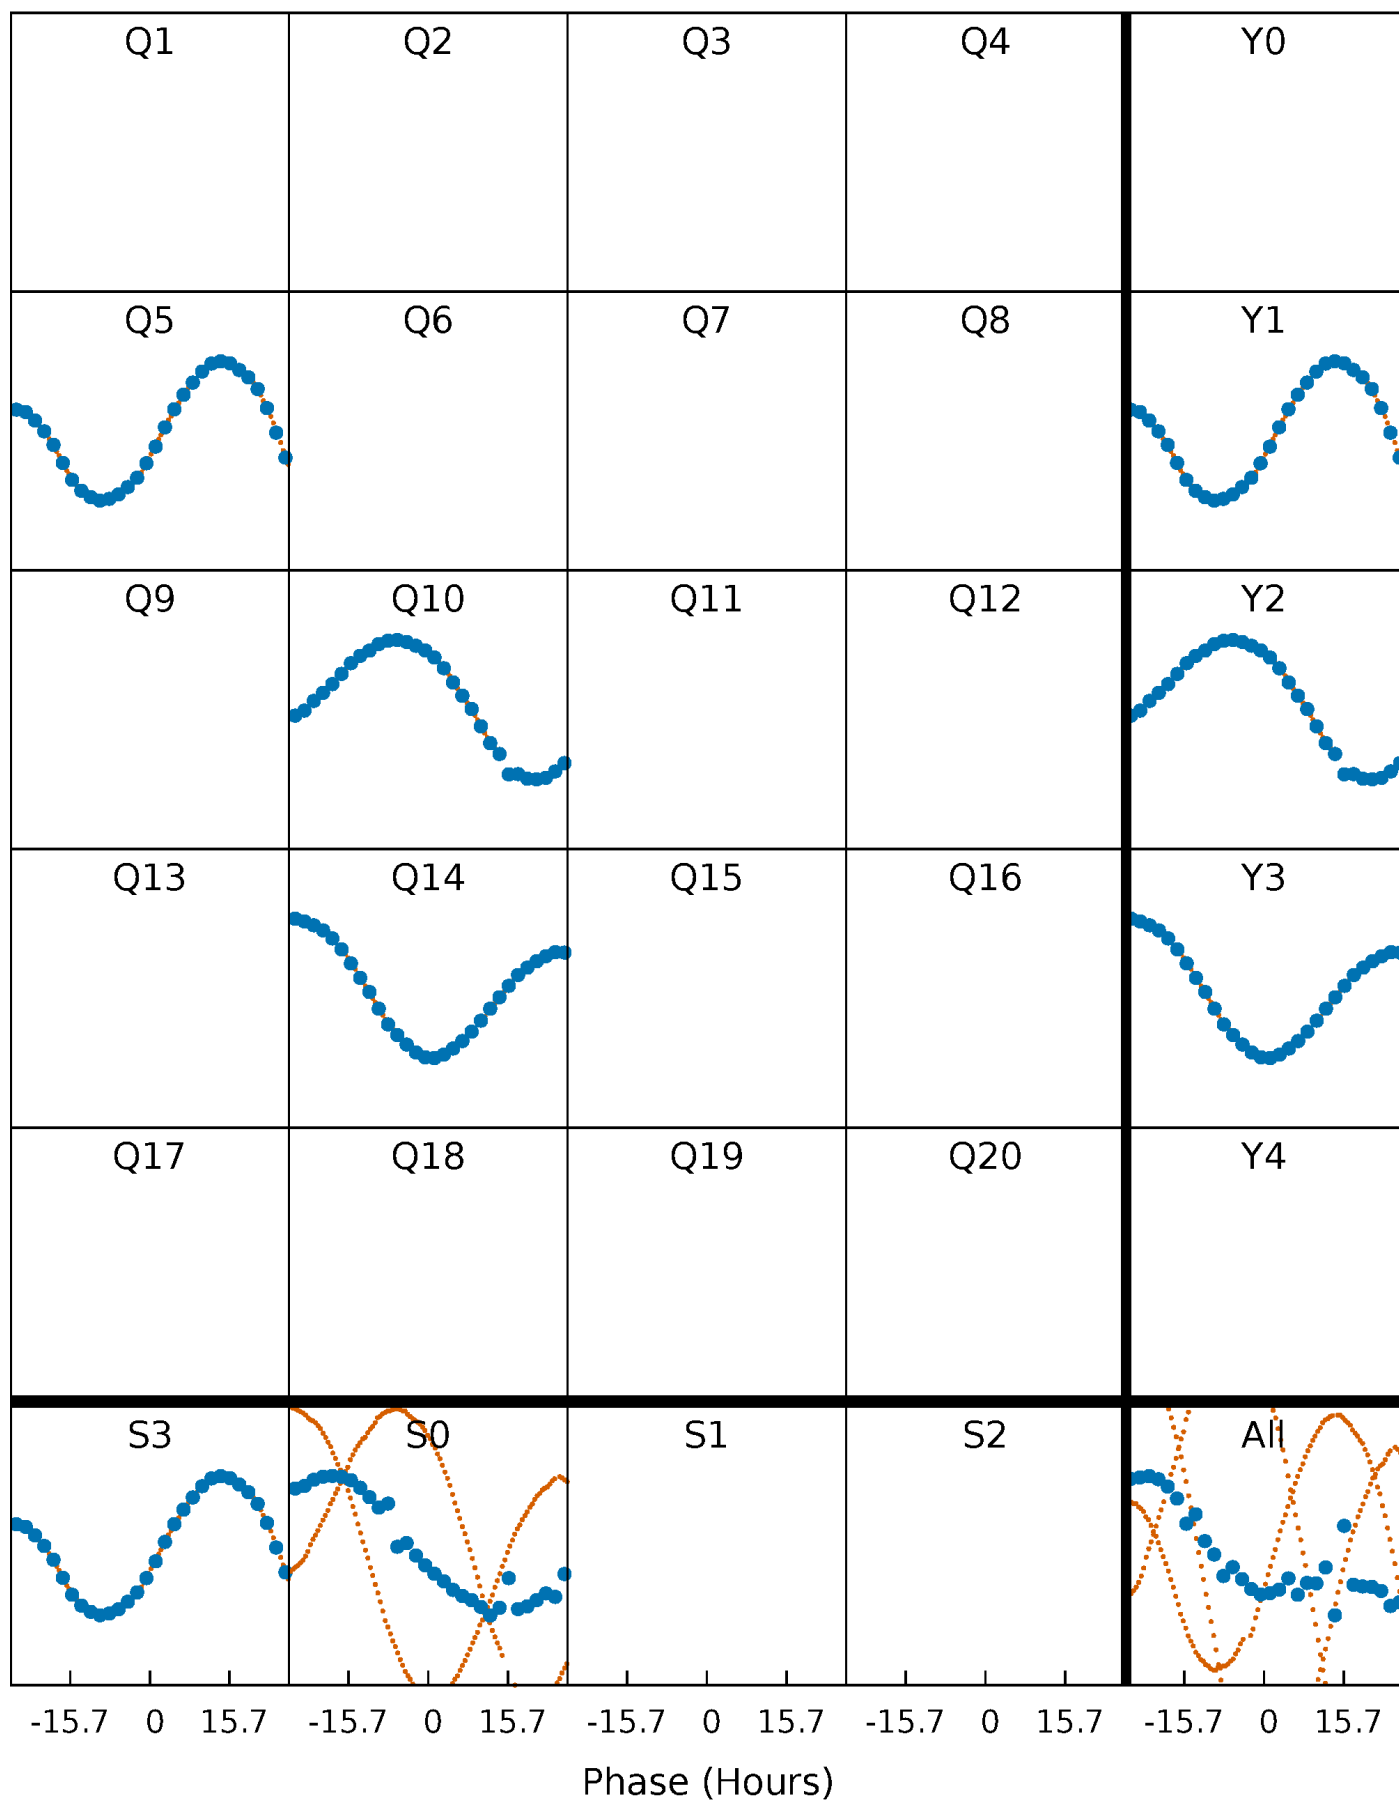 Q1 Q2 Q3 Q4 Y0
Q5 Q6 Q7 Q8 Y1
Q9 Q10 Q11 Q12 Y2
Q13 Q14 Q15 Q16 Y3
Q17 Q18 Q19 Q20 Y4
S3 S0 S1 S2 All
-15.7 0 15.7 -15.7 0 15.7 -15.7 0 15.7 -15.7 0 15.7 -15.7 0 15.7
Phase (Hours)